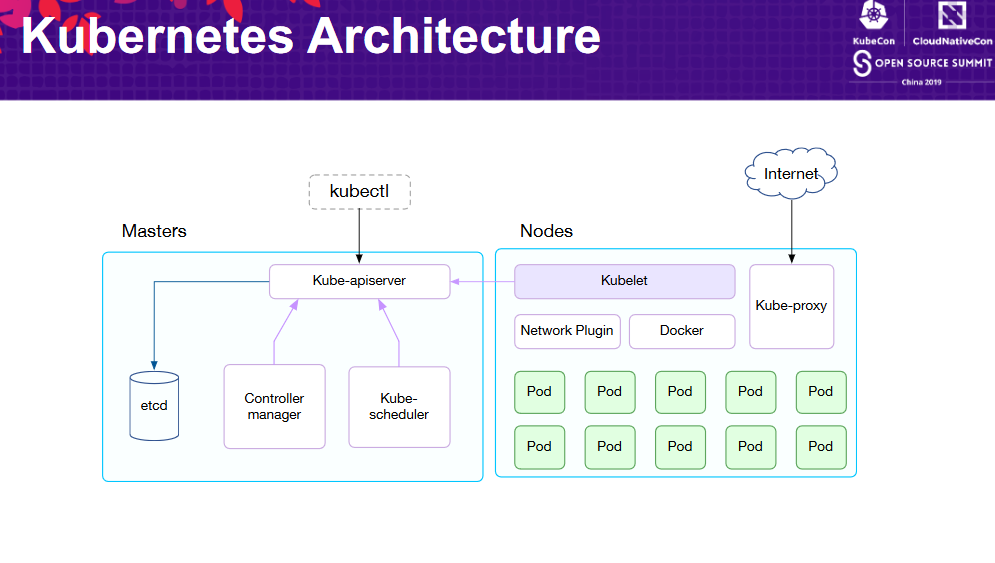 Kubernetes Architecture
KubeCon
CloudNativeCon
OPEN SOURCE SUMMIT
China 2019
kubectl
Internet
Masters
Nodes
Kube-apiserver
Kubelet
Kube-proxy
Network Plugin
Docker
etcd
Controller
manager
Kube-
scheduler
Pod
Pod
Pod
Pod
Pod
Pod
Pod
Pod
Pod
Pod